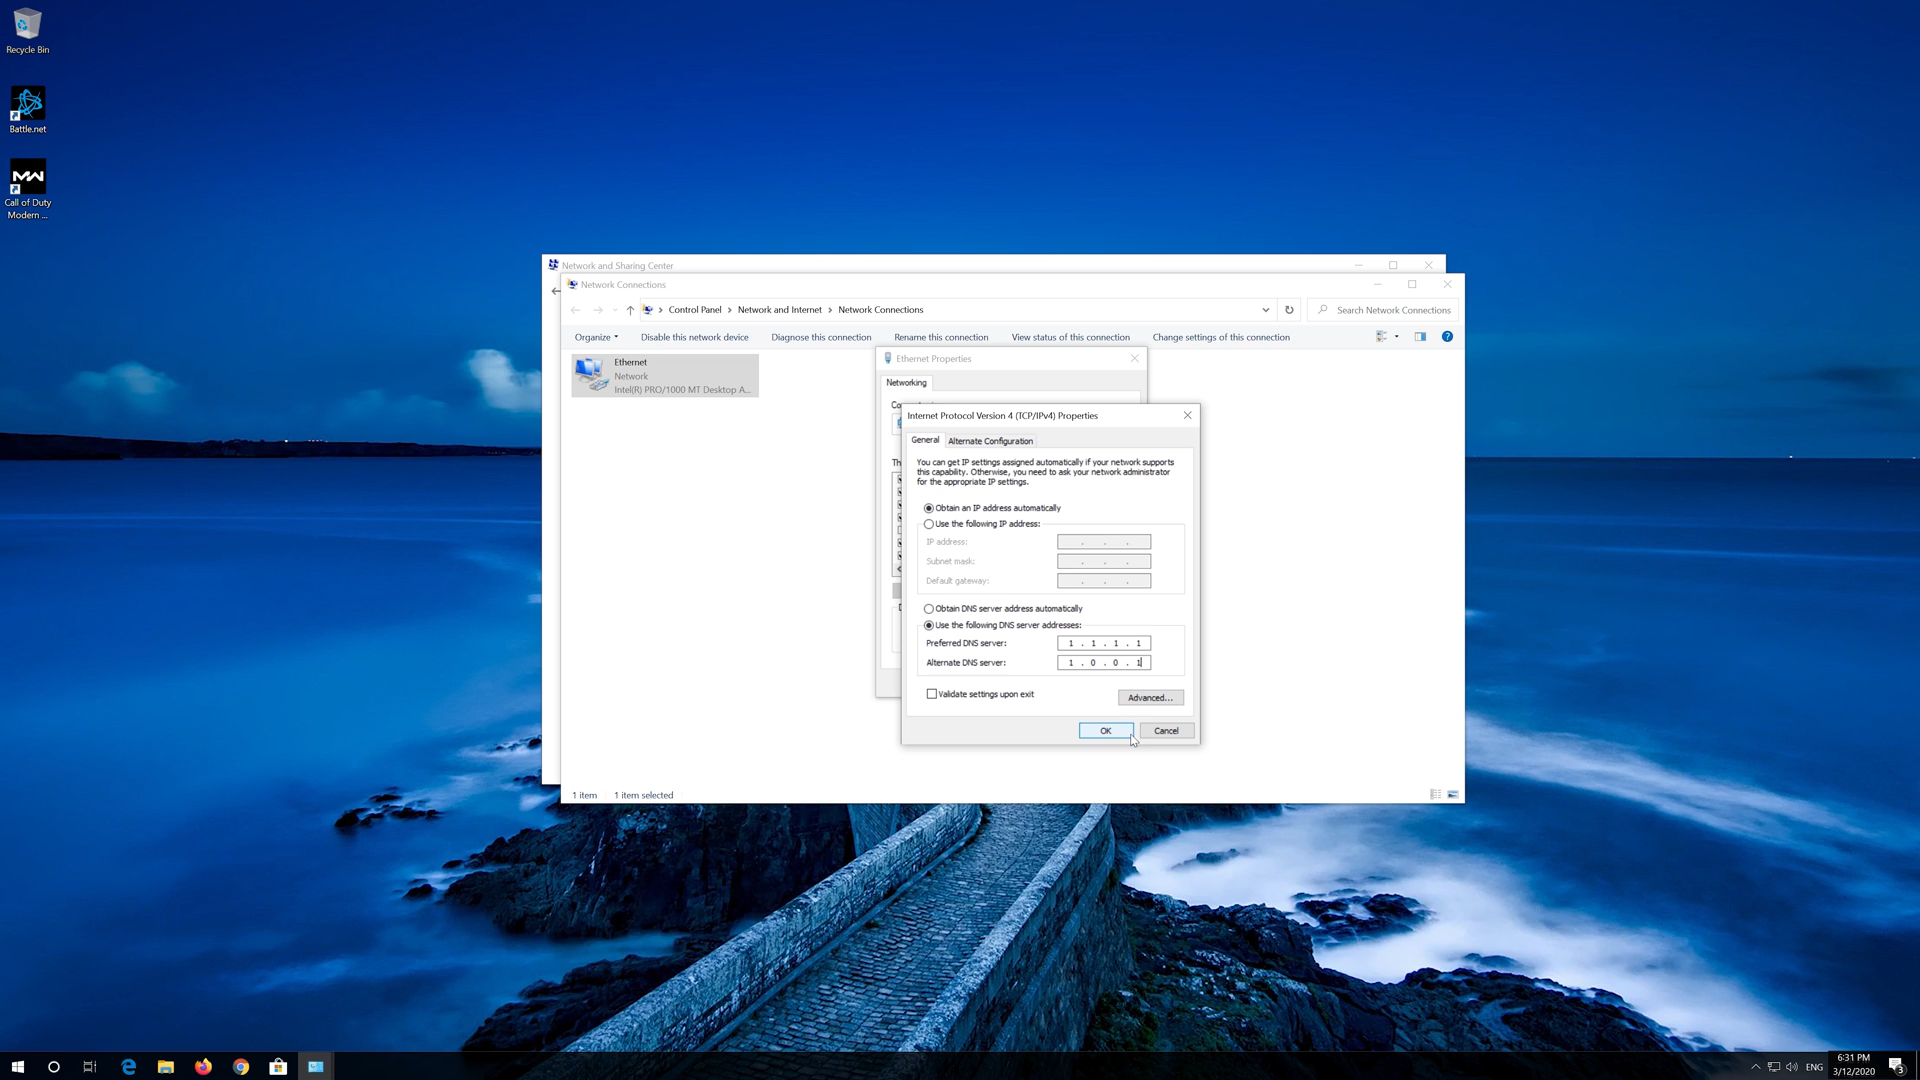 Recycle Bin
Battle.net
MW
Call of Duty
Modern ...
Network and Sharing Center
Network Connections
Control Panel > Network and Internet > Network Connections
Search Network Connections
Organize
Disable this network device
Diagnose this connection
Rename this connection
View status of this connection
Change settings of this connection
Ethernet
Network
Intel(R) PRO/1000 MT Desktop A...
Ethernet Properties
Networking
Internet Protocol Version 4 (TCP/IPv4) Properties
General
Alternate Configuration
You can get IP settings assigned automatically if your network supports
this capability. Otherwise, you need to ask your network administrator
for the appropriate IP settings.
Obtain an IP address automatically
Use the following IP address:
IP address: . . .
Subnet mask: . . .
Default gateway: . . .
Obtain DNS server address automatically
Use the following DNS server addresses:
Preferred DNS server: 1 . 1 . 1 . 1
Alternate DNS server: 1 . 0 . 0 . 1
Validate settings upon exit
Advanced...
OK
Cancel
1 item
1 item selected
ENG
6:31 PM
3/12/2020
3